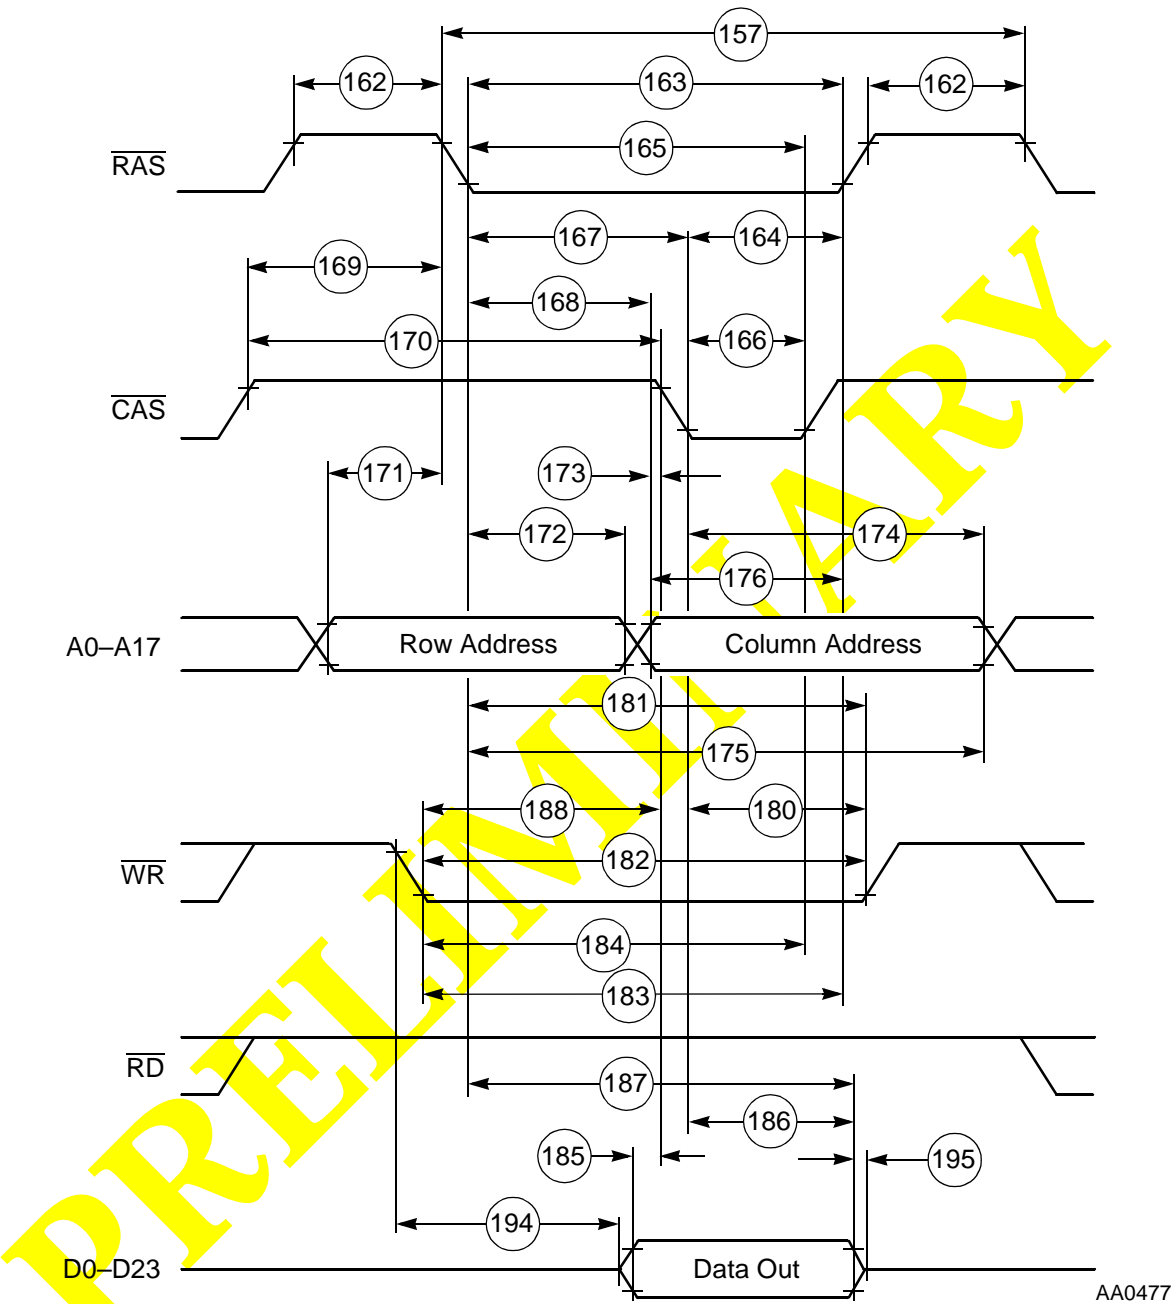 157
162
163
162
RAS
165
167
164
169
168
170
166
CAS
171
173
172
174
176
A0–A17
Row Address
Column Address
181
175
188
180
WR
182
184
183
RD
187
186
185
195
194
D0–D23
Data Out
AA0477
PRELIMINARY